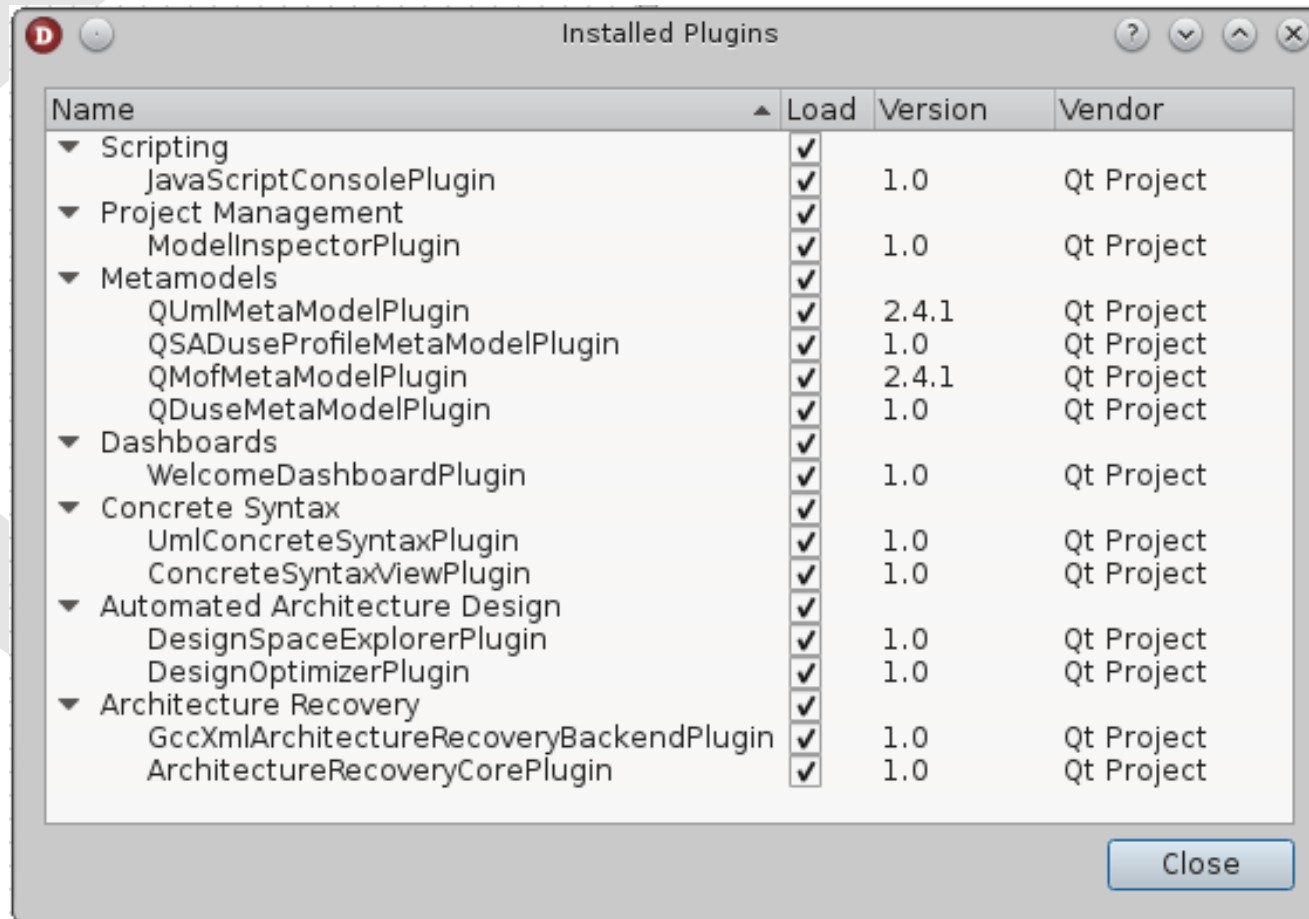 D Installed Plugins ?
Name Load Version Vendor
Scripting
JavaScriptConsolePlugin 1.0 Qt Project
Project Management
ModelInspectorPlugin 1.0 Qt Project
Metamodels
QUmlMetaModelPlugin 2.4.1 Qt Project
QSADuseProfileMetaModelPlugin 1.0 Qt Project
QMofMetaModelPlugin 2.4.1 Qt Project
QDuseMetaModelPlugin 1.0 Qt Project
Dashboards
WelcomeDashboardPlugin 1.0 Qt Project
Concrete Syntax
UmlConcreteSyntaxPlugin 1.0 Qt Project
ConcreteSyntaxViewPlugin 1.0 Qt Project
Automated Architecture Design
DesignSpaceExplorerPlugin 1.0 Qt Project
DesignOptimizerPlugin 1.0 Qt Project
Architecture Recovery
GccXmlArchitectureRecoveryBackendPlugin 1.0 Qt Project
ArchitectureRecoveryCorePlugin 1.0 Qt Project
Close